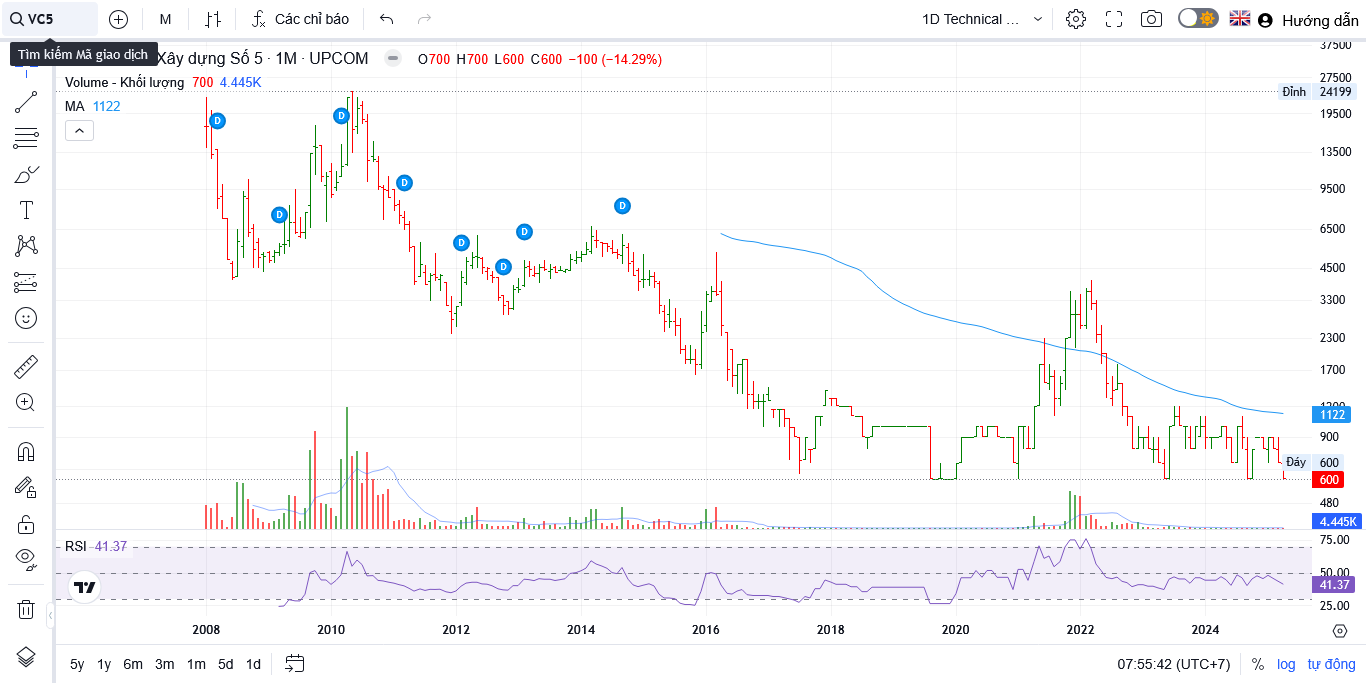 VC5
M
Các chỉ báo
1D Technical ...
Hướng dẫn
Tìm kiếm Mã giao dịch
Xây dựng Số 5 · 1M · UPCOM
O700 H700 L600 C600 −100 (−14.29%)
Volume - Khối lượng 700 4.445K
MA 1122
37500
27500
Đỉnh 24199
19500
13500
9500
6500
4500
3300
2300
1700
1200
1122
900
Đáy 600
600
480
4.445K
D
D
D
D
D
D
D
D
RSI 41.37
75.00
50.00
41.37
25.00
2008 2010 2012 2014 2016 2018 2020 2022 2024
5y 1y 6m 3m 1m 5d 1d
07:55:42 (UTC+7) % log tự động